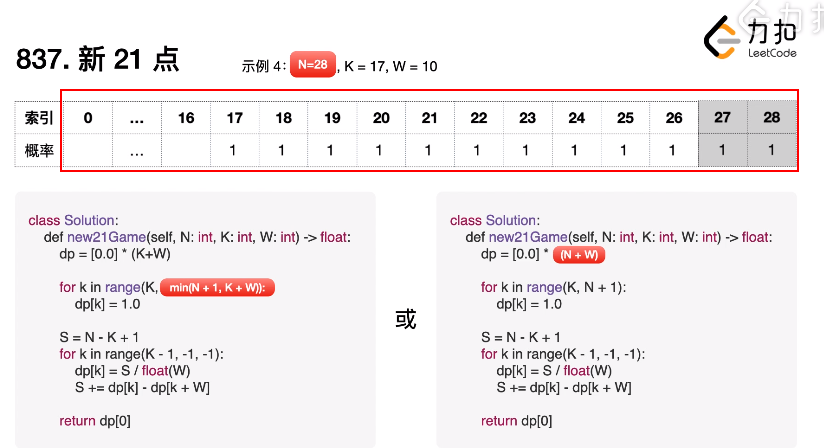 力扣
837. 新 21 点
力扣
LeetCode
示例 4: N=28, K = 17, W = 10
索引 0 ... 16 17 18 19 20 21 22 23 24 25 26 27 28
概率 ... 1 1 1 1 1 1 1 1 1 1 1 1
class Solution:
def new21Game(self, N: int, K: int, W: int) -> float:
dp = [0.0] * (K+W)
for k in range(K, min(N + 1, K + W)):
dp[k] = 1.0
S = N - K + 1
for k in range(K - 1, -1, -1):
dp[k] = S / float(W)
S += dp[k] - dp[k + W]
return dp[0]
或
class Solution:
def new21Game(self, N: int, K: int, W: int) -> float:
dp = [0.0] * (N + W)
for k in range(K, N + 1):
dp[k] = 1.0
S = N - K + 1
for k in range(K - 1, -1, -1):
dp[k] = S / float(W)
S += dp[k] - dp[k + W]
return dp[0]